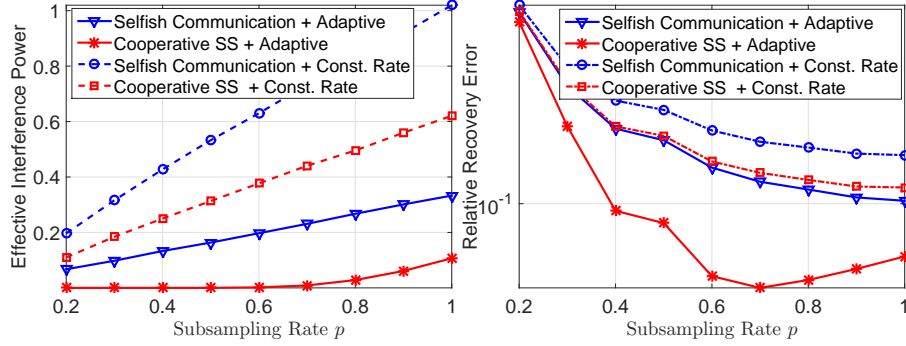 1
0.8
0.6
0.4
0.2
Effective Interference Power
Selfish Communication + Adaptive
Cooperative SS + Adaptive
Selfish Communication + Const. Rate
Cooperative SS + Const. Rate
0.2
0.4
0.6
0.8
1
Subsampling Rate p
10⁻¹
Relative Recovery Error
Selfish Communication + Adaptive
Cooperative SS + Adaptive
Selfish Communication + Const. Rate
Cooperative SS + Const. Rate
0.2
0.4
0.6
0.8
1
Subsampling Rate p